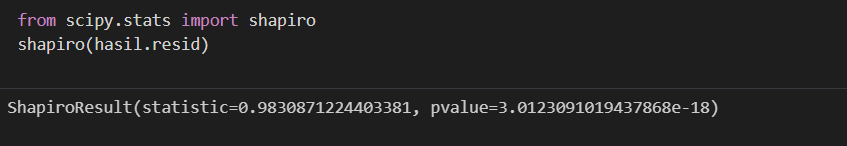 from scipy.stats import shapiro
shapiro(hasil.resid)
ShapiroResult(statistic=0.9830871224403381, pvalue=3.0123091019437868e-18)